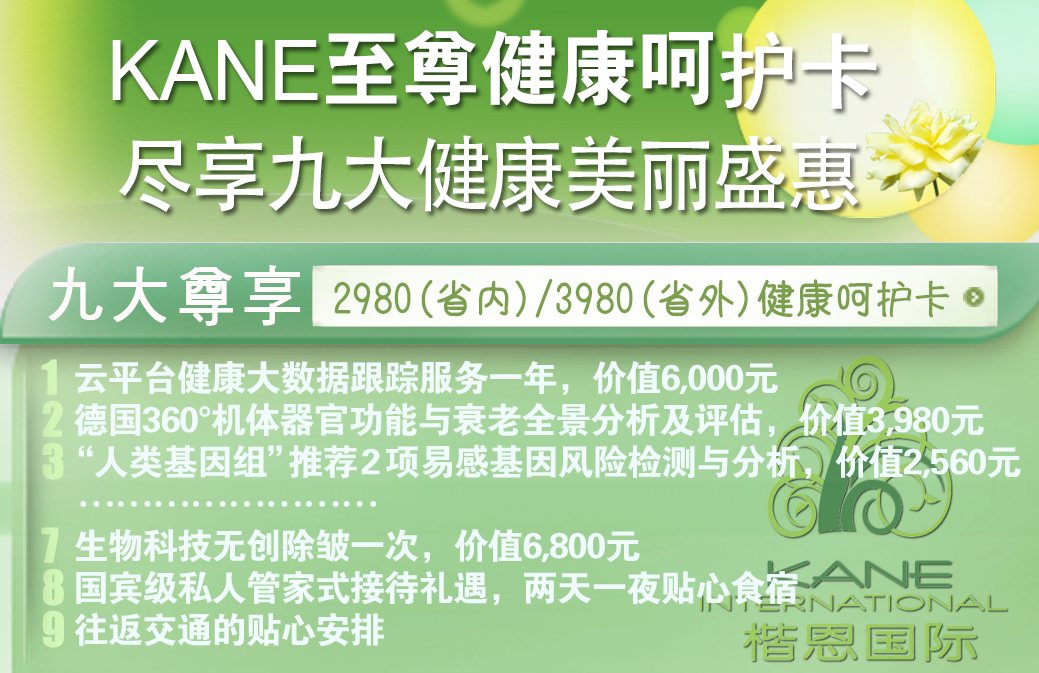 KANE至尊健康呵护卡
尽享九大健康美丽盛惠
九大尊享
2980(省内)/3980(省外)健康呵护卡
1 云平台健康大数据跟踪服务一年，价值6,000元
2 德国360°机体器官功能与衰老全景分析及评估，价值3,980元
3 “人类基因组”推荐2项易感基因风险检测与分析，价值2,560元
……………………
7 生物科技无创除皱一次，价值6,800元
8 国宾级私人管家式接待礼遇，两天一夜贴心食宿
9 往返交通的贴心安排
KANE
INTERNATIONAL
楷恩国际